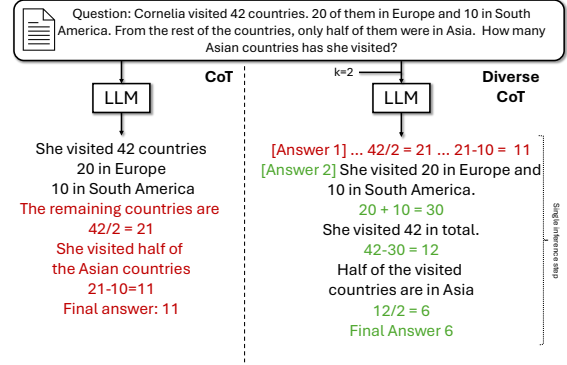 Question: Cornelia visited 42 countries. 20 of them in Europe and 10 in South
America. From the rest of the countries, only half of them were in Asia. How many
Asian countries has she visited?
CoT
LLM
She visited 42 countries
20 in Europe
10 in South America
The remaining countries are
42/2 = 21
She visited half of
the Asian countries
21-10=11
Final answer: 11
k=2
Diverse
CoT
LLM
[Answer 1] ... 42/2 = 21 ... 21-10 = 11
[Answer 2] She visited 20 in Europe and
10 in South America.
20 + 10 = 30
She visited 42 in total.
42-30 = 12
Half of the visited
countries are in Asia
12/2 = 6
Final Answer 6
Single inference step